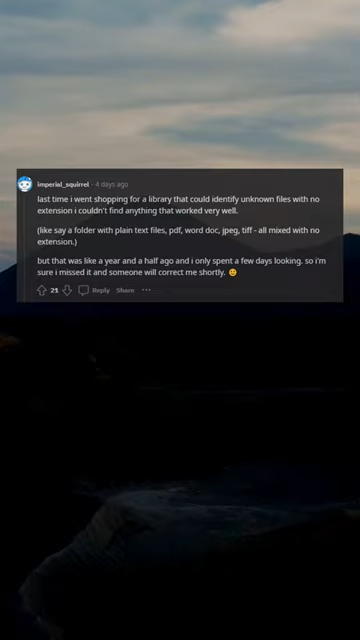 imperial_squirrel · 4 days ago
last time i went shopping for a library that could identify unknown files with no
extension i couldn't find anything that worked very well.
(like say a folder with plain text files, pdf, word doc, jpeg, tiff - all mixed with no
extension.)
but that was like a year and a half ago and i only spent a few days looking. so i'm
sure i missed it and someone will correct me shortly. 🙂
21 Reply Share ···